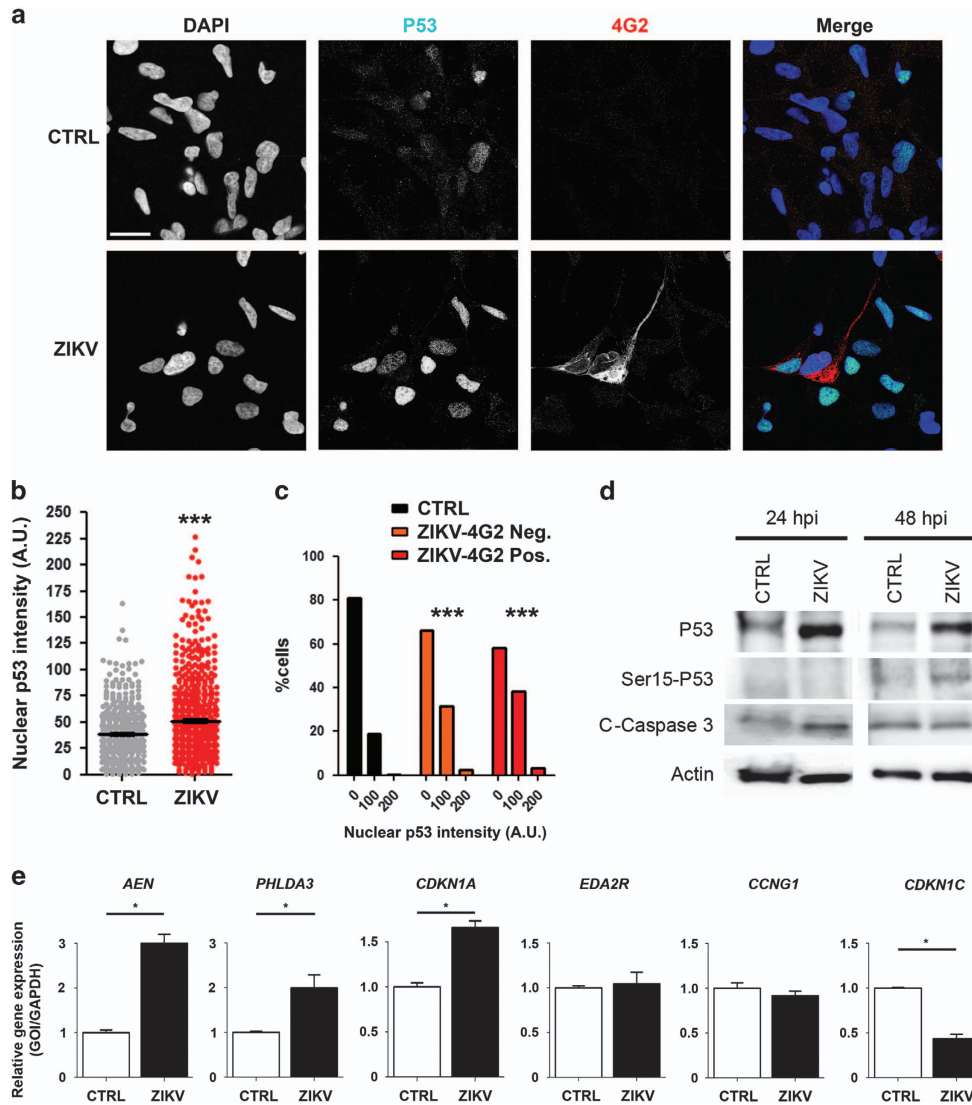 a
DAPI P53 4G2 Merge
CTRL
ZIKV
b
Nuclear p53 intensity (A.U.)
250
225
200
175
150
125
100
75
50
25
0
***
CTRL ZIKV
c
CTRL
ZIKV-4G2 Neg.
ZIKV-4G2 Pos.
%cells
100
80
60
40
20
0
*** ***
0 100 200 0 100 200 0 100 200
Nuclear p53 intensity (A.U.)
d
24 hpi 48 hpi
CTRL ZIKV CTRL ZIKV
P53
Ser15-P53
C-Caspase 3
Actin
e
Relative gene expression
(GOI/GAPDH)
AEN
*
3
2
1
0
CTRL ZIKV
PHLDA3
*
3
2
1
0
CTRL ZIKV
CDKN1A
*
1.5
1.0
0.5
0
CTRL ZIKV
EDA2R
1.5
1.0
0.5
0
CTRL ZIKV
CCNG1
1.5
1.0
0.5
0
CTRL ZIKV
CDKN1C
*
1.5
1.0
0.5
0
CTRL ZIKV